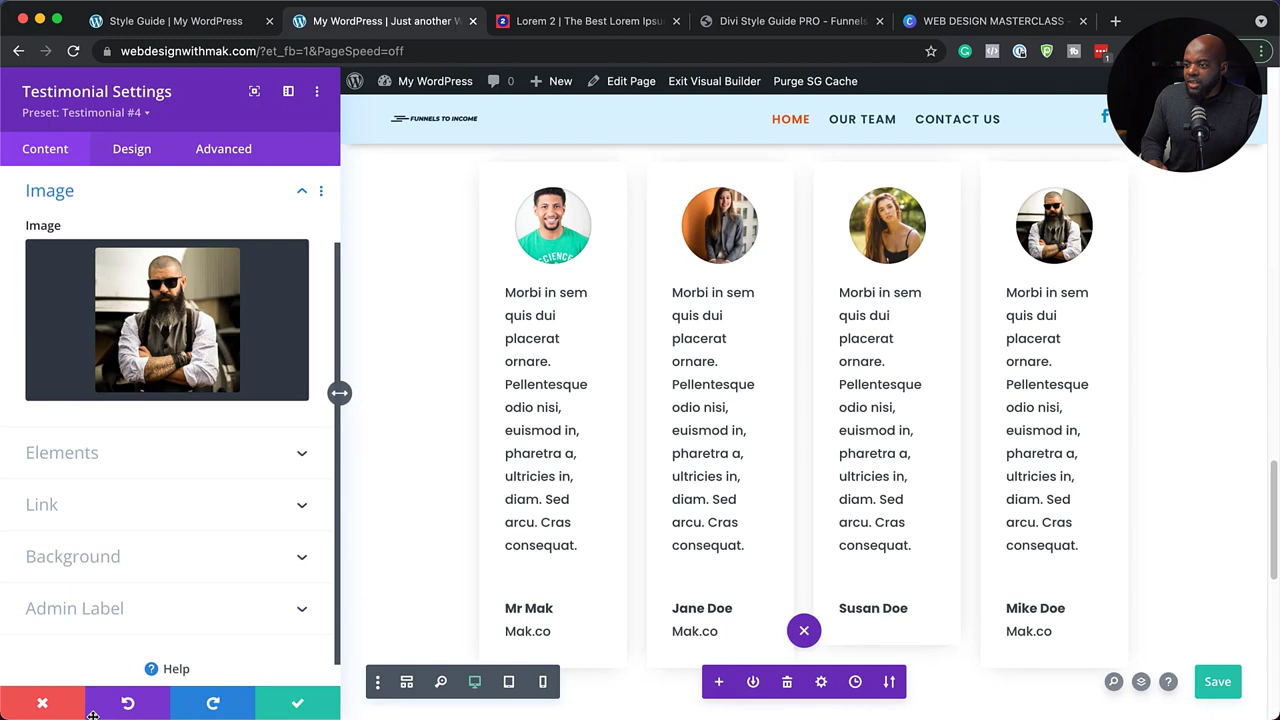 Style Guide | My WordPress
My WordPress | Just another W
Lorem 2 | The Best Lorem Ipsu
Divi Style Guide PRO - Funnels
WEB DESIGN MASTERCLASS -
webdesignwithmak.com/?et_fb=1&PageSpeed=off
1
My WordPress
0
New
Edit Page
Exit Visual Builder
Purge SG Cache
Testimonial Settings
Preset: Testimonial #4
Content
Design
Advanced
Image
Image
Elements
Link
Background
Admin Label
Help
FUNNELS TO INCOME
HOME
OUR TEAM
CONTACT US
SCIENCE
Morbi in sem
quis dui
placerat
ornare.
Pellentesque
odio nisi,
euismod in,
pharetra a,
ultricies in,
diam. Sed
arcu. Cras
consequat.
Mr Mak
Mak.co
Morbi in sem
quis dui
placerat
ornare.
Pellentesque
odio nisi,
euismod in,
pharetra a,
ultricies in,
diam. Sed
arcu. Cras
consequat.
Jane Doe
Mak.co
Morbi in sem
quis dui
placerat
ornare.
Pellentesque
odio nisi,
euismod in,
pharetra a,
ultricies in,
diam. Sed
arcu. Cras
consequat.
Susan Doe
Morbi in sem
quis dui
placerat
ornare.
Pellentesque
odio nisi,
euismod in,
pharetra a,
ultricies in,
diam. Sed
arcu. Cras
consequat.
Mike Doe
Mak.co
Save